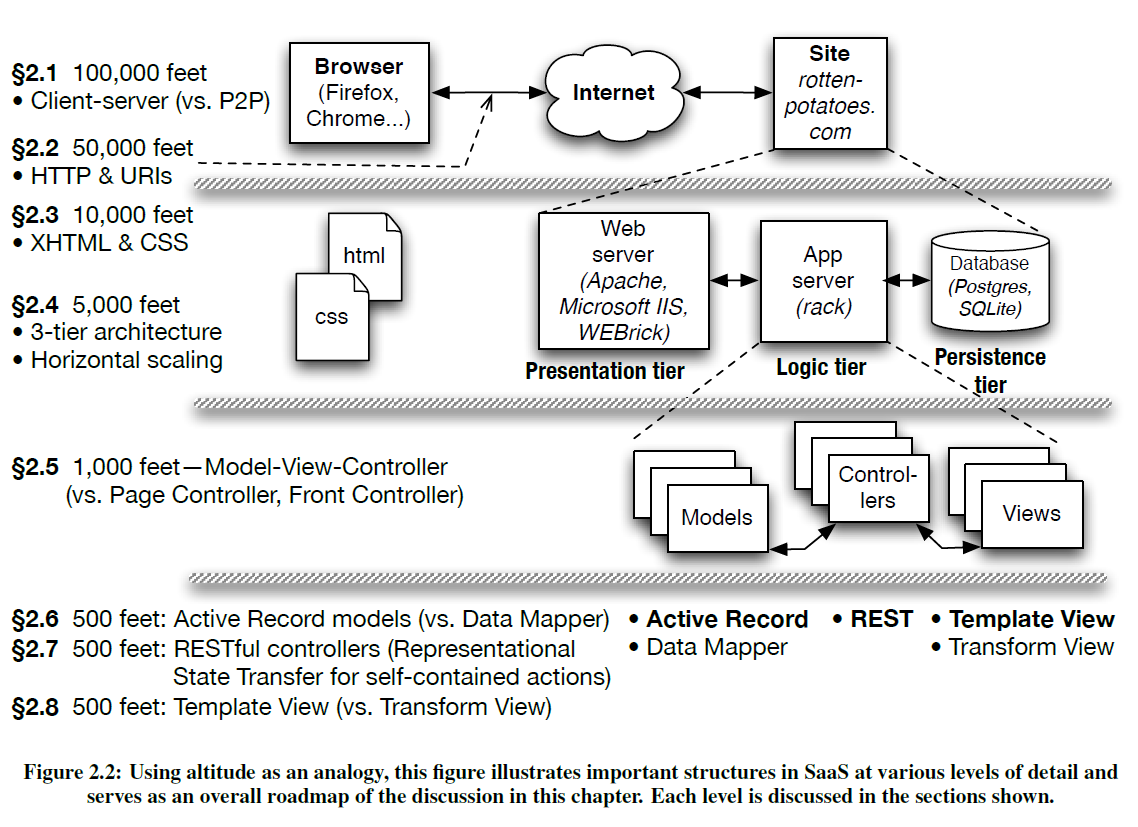 §2.1 100,000 feet
• Client-server (vs. P2P)
§2.2 50,000 feet
• HTTP & URIs
Browser
(Firefox,
Chrome...)
Internet
Site
rotten-
potatoes.
com
§2.3 10,000 feet
• XHTML & CSS
§2.4 5,000 feet
• 3-tier architecture
• Horizontal scaling
html
css
Web
server
(Apache,
Microsoft IIS,
WEBrick)
Presentation tier
App
server
(rack)
Logic tier
Database
(Postgres,
SQLite)
Persistence
tier
§2.5 1,000 feet—Model-View-Controller
(vs. Page Controller, Front Controller)
Models
Control-
lers
Views
§2.6 500 feet: Active Record models (vs. Data Mapper)
§2.7 500 feet: RESTful controllers (Representational
State Transfer for self-contained actions)
§2.8 500 feet: Template View (vs. Transform View)
• Active Record
• Data Mapper
• REST
• Template View
• Transform View
Figure 2.2: Using altitude as an analogy, this figure illustrates important structures in SaaS at various levels of detail and
serves as an overall roadmap of the discussion in this chapter. Each level is discussed in the sections shown.